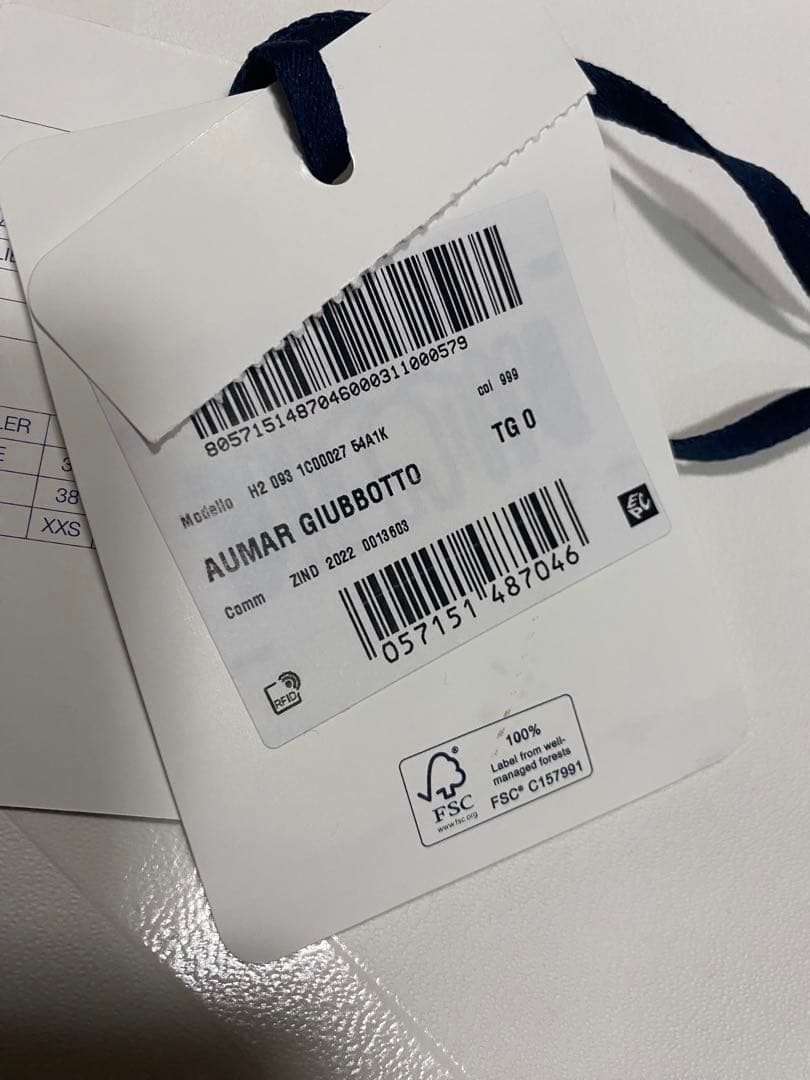 8057151487046000311000579
col 999
Modello H2 093 1C00027 54A1K
TG 0
AUMAR GIUBBOTTO
Comm ZIND 2022 0013603
057151 487046
EPC
RFID
FSC®
www.fsc.org
100%
Label from well-
managed forests
FSC® C157991
LER
38
XXS